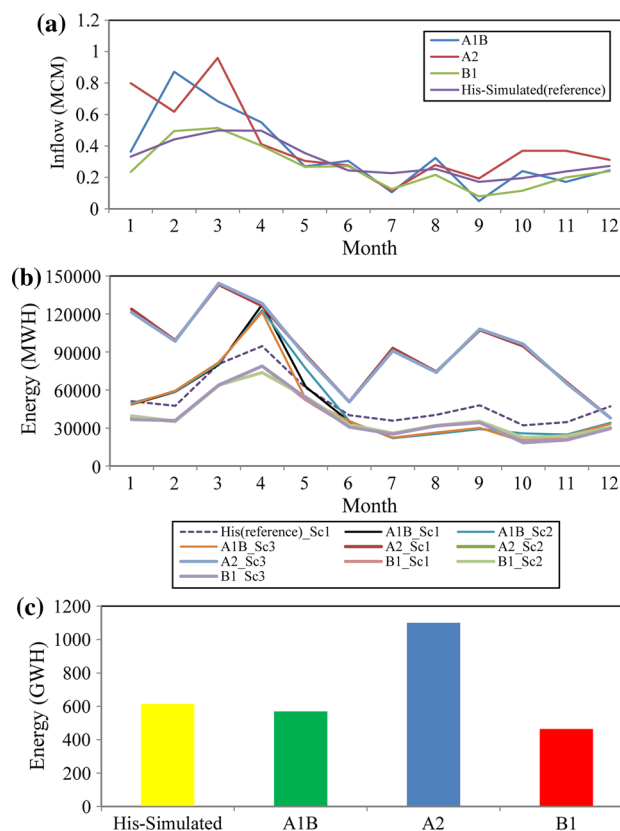 (a)
1.2
1
0.8
0.6
0.4
0.2
0
Inflow (MCM)
A1B
A2
B1
His-Simulated(reference)
1 2 3 4 5 6 7 8 9 10 11 12
Month
(b)
150000
120000
90000
60000
30000
0
Energy (MWH)
1 2 3 4 5 6 7 8 9 10 11 12
Month
His(reference)_Sc1 A1B_Sc1 A1B_Sc2
A1B_Sc3 A2_Sc1 A2_Sc2
A2_Sc3 B1_Sc1 B1_Sc2
B1_Sc3
(c)
1200
1000
800
600
400
200
0
Energy (GWH)
His-Simulated A1B A2 B1